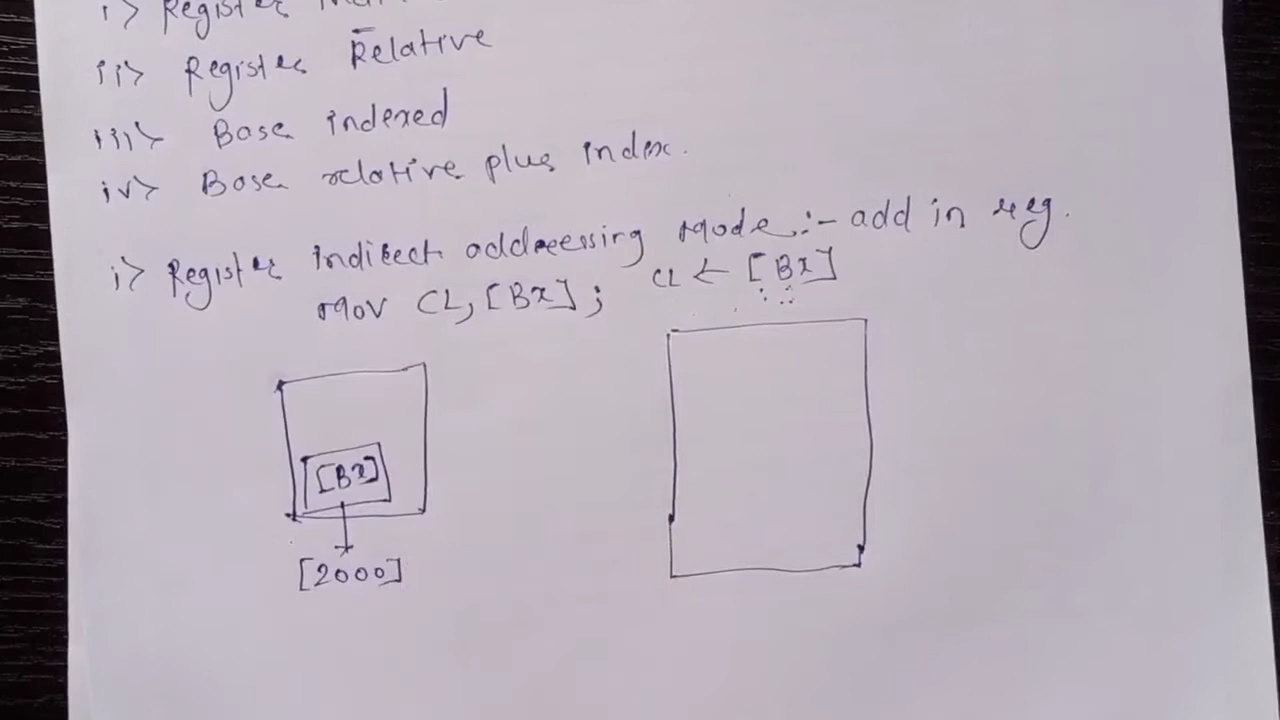 i> Register
ii> Register Relative
iii> Base indexed
iv> Base relative plus index.
i> Register indirect addressing mode :- add in reg.
mov CL, [Bx] ; CL ← [Bx]
[Bx]
[2000]